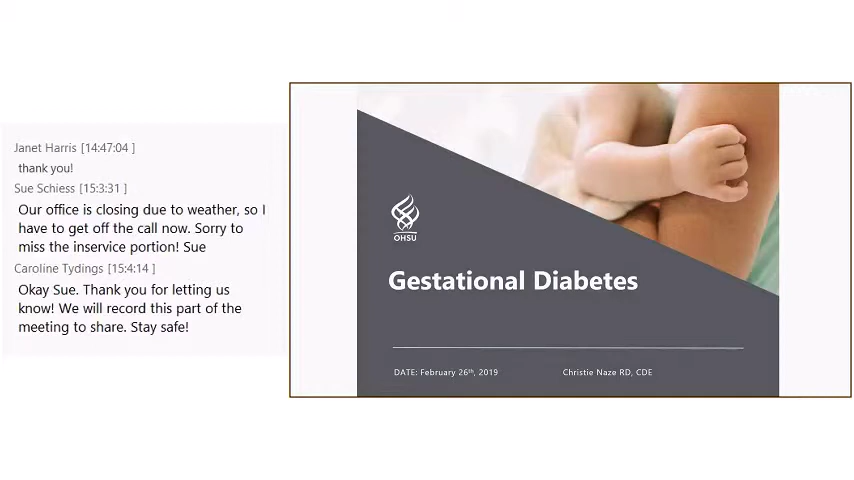 Janet Harris [14:47:04 ]
thank you!
Sue Schiess [15:3:31 ]
Our office is closing due to weather, so I
have to get off the call now. Sorry to
miss the inservice portion! Sue
Caroline Tydings [15:4:14 ]
Okay Sue. Thank you for letting us
know! We will record this part of the
meeting to share. Stay safe!
OHSU
Gestational Diabetes
DATE: February 26th, 2019
Christie Naze RD, CDE